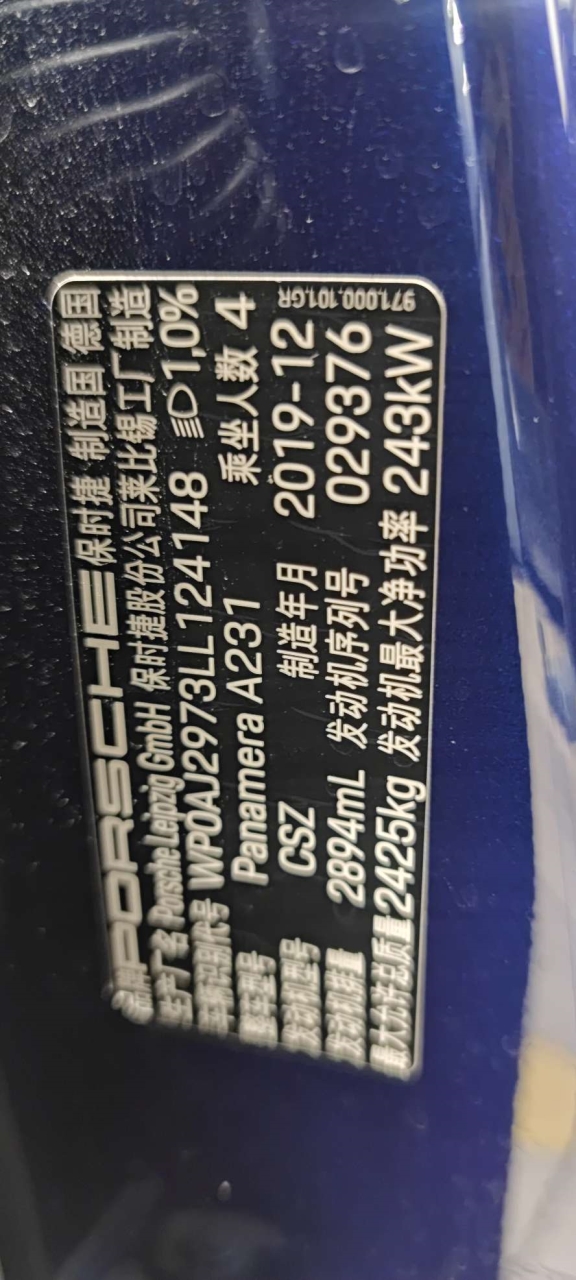 品牌 PORSCHE 保时捷 制造国 德国
生产厂名 Porsche Leipzig GmbH 保时捷股份公司莱比锡工厂制造
车辆识别代号 WP0AJ2973LL124148 1,0%
整车型号 Panamera A231 乘坐人数 4
发动机型号 CSZ 制造年月 2019-12
发动机排量 2894mL 发动机序列号 029376
最大允许总质量 2425kg 发动机最大净功率 243kW
971.000.101.GR